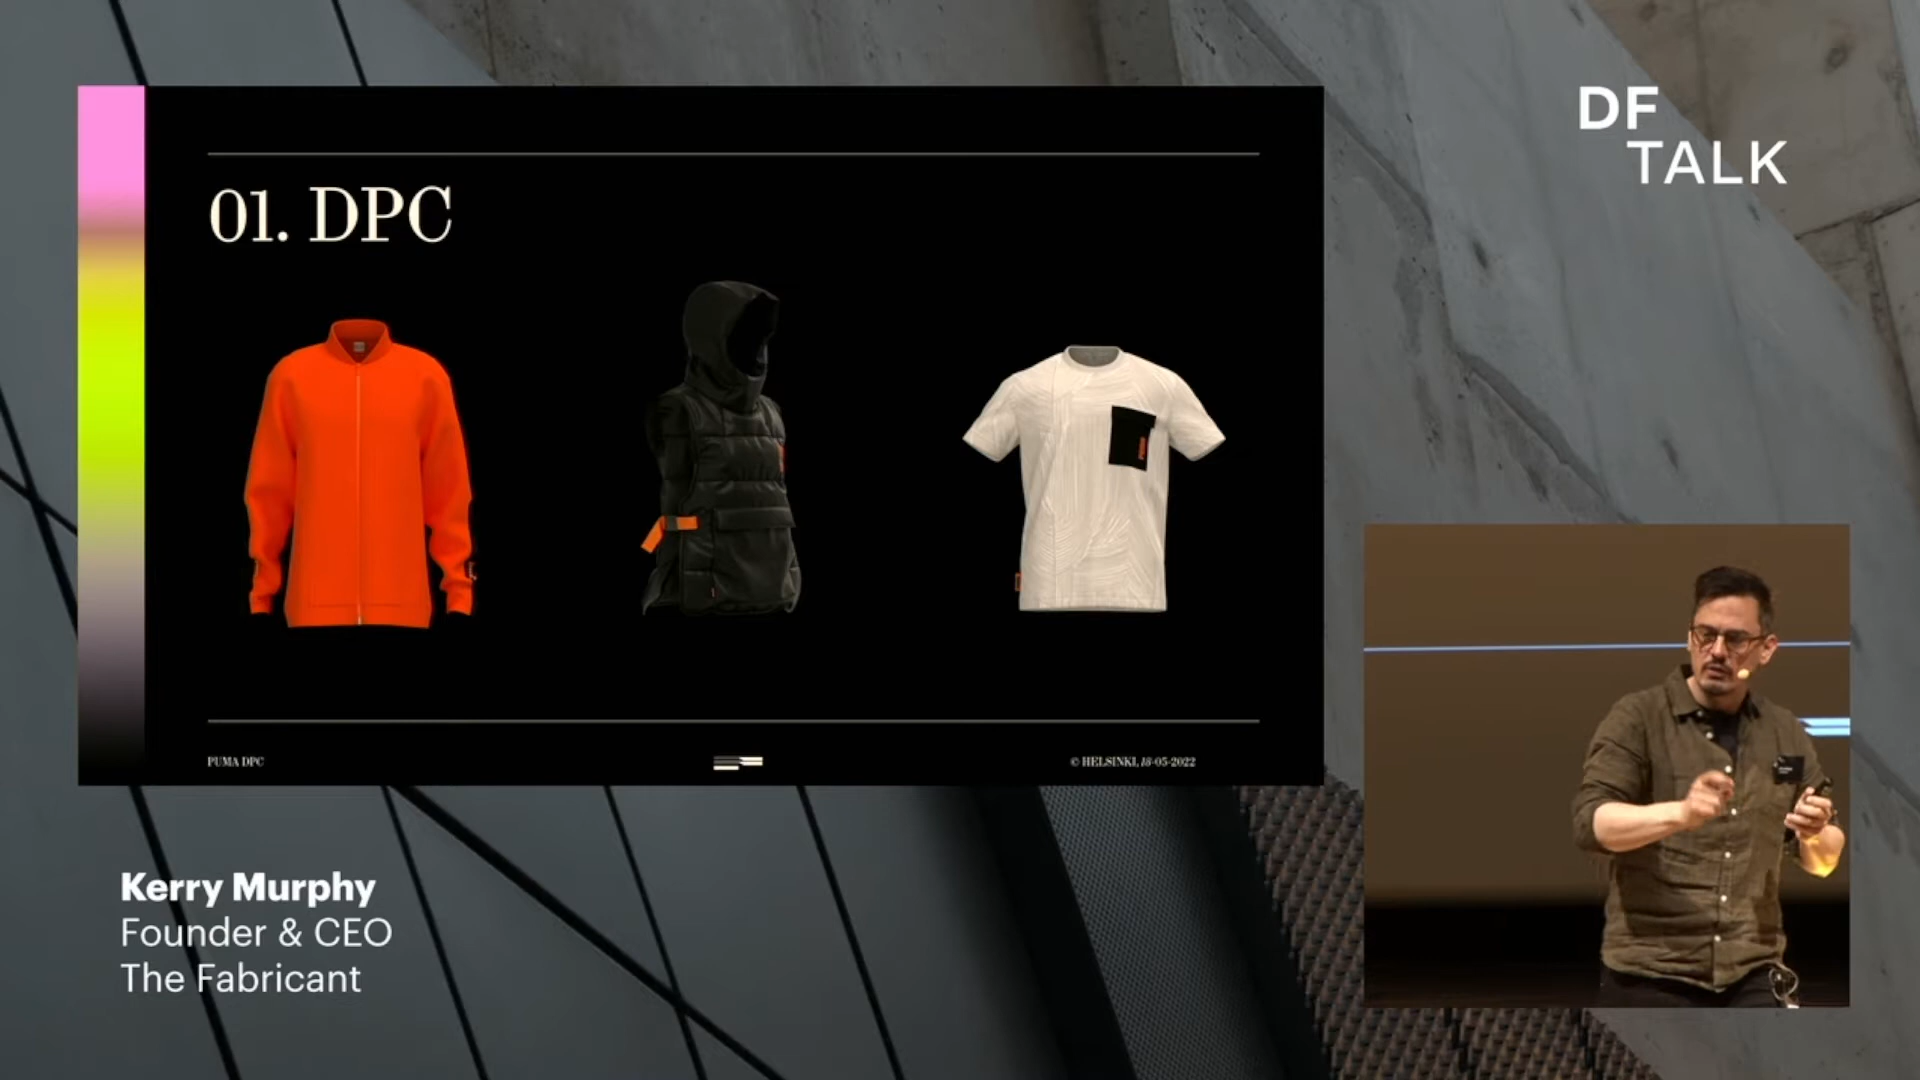 DF
TALK
01. DPC
PUMA DPC
© HELSINKI, 18-05-2022
Kerry Murphy
Founder & CEO
The Fabricant